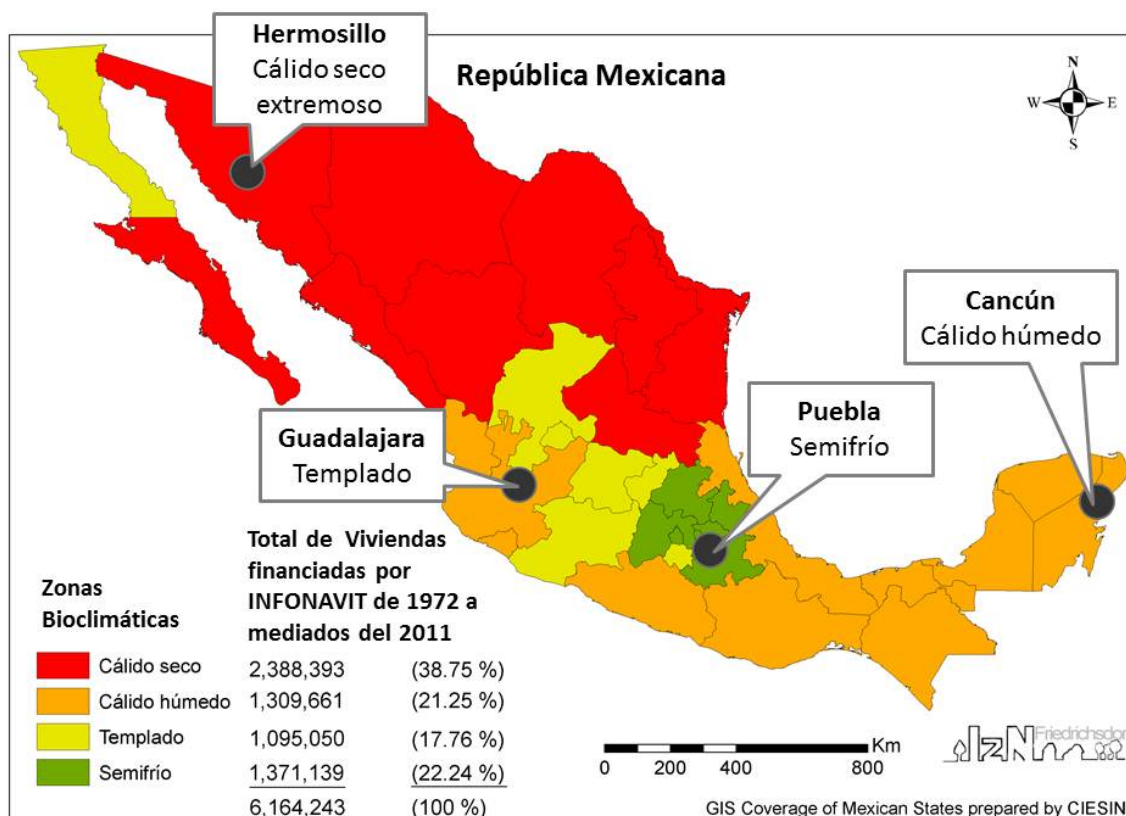 Hermosillo
Cálido seco
extremoso
República Mexicana
N
W E
S
Cancún
Cálido húmedo
Puebla
Semifrío
Guadalajara
Templado
Total de Viviendas
financiadas por
INFONAVIT de 1972 a
mediados del 2011
Zonas
Bioclimáticas
Cálido seco 2,388,393 (38.75 %)
Cálido húmedo 1,309,661 (21.25 %)
Templado 1,095,050 (17.76 %)
Semifrío 1,371,139 (22.24 %)
6,164,243 (100 %)
Km
0 200 400 800
IzN Friedrichsdorf
GIS Coverage of Mexican States prepared by CIESIN